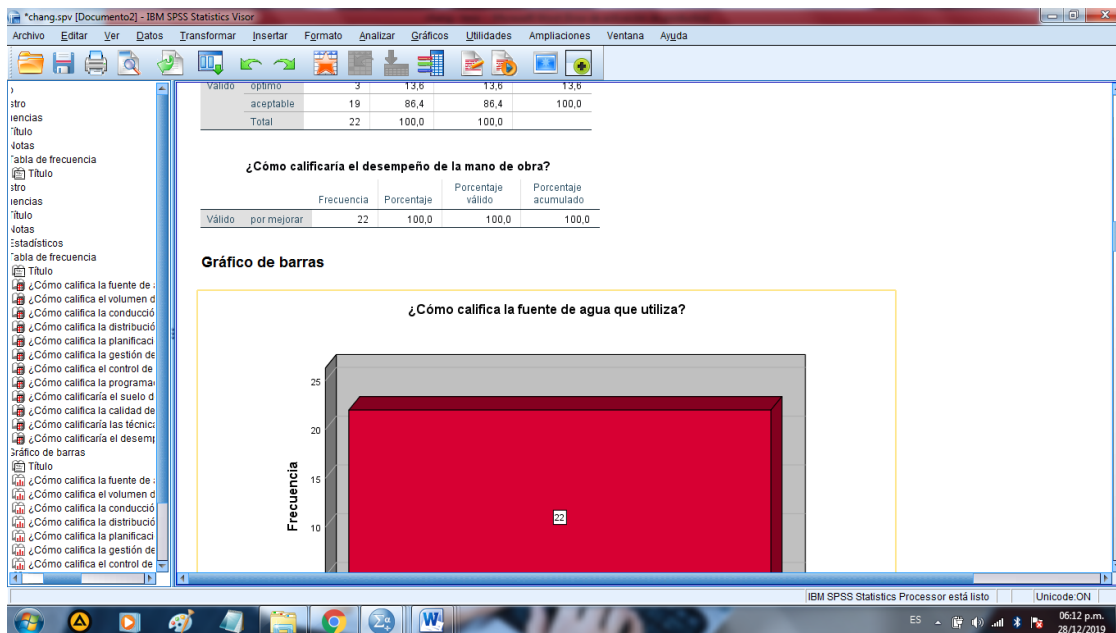 *chang.spv [Documento2] - IBM SPSS Statistics Visor
Archivo Editar Ver Datos Transformar Insertar Formato Analizar Gráficos Utilidades Ampliaciones Ventana Ayuda
stro
iencias
Título
Notas
Tabla de frecuencia
Título
stro
iencias
Título
Notas
Estadísticos
Tabla de frecuencia
Título
¿Cómo califica la fuente de
¿Cómo califica el volumen d
¿Cómo califica la conducció
¿Cómo califica la distribució
¿Cómo califica la planificaci
¿Cómo califica la gestión de
¿Cómo califica el control de
¿Cómo califica la programa
¿Cómo calificaría el suelo d
¿Cómo califica la calidad de
¿Cómo calificaría las técnica
¿Cómo calificaría el desemp
Gráfico de barras
Título
¿Cómo califica la fuente de
¿Cómo califica el volumen d
¿Cómo califica la conducció
¿Cómo califica la distribució
¿Cómo califica la planificaci
¿Cómo califica la gestión de
¿Cómo califica el control de
Válido optimo 3 13,6 13,6 13,6
aceptable 19 86,4 86,4 100,0
Total 22 100,0 100,0
¿Cómo calificaría el desempeño de la mano de obra?
Frecuencia Porcentaje Porcentaje válido Porcentaje acumulado
Válido por mejorar 22 100,0 100,0 100,0
Gráfico de barras
¿Cómo califica la fuente de agua que utiliza?
25
20
15
10
Frecuencia
22
IBM SPSS Statistics Processor está listo Unicode:ON
ES 06:12 p.m.
28/12/2019